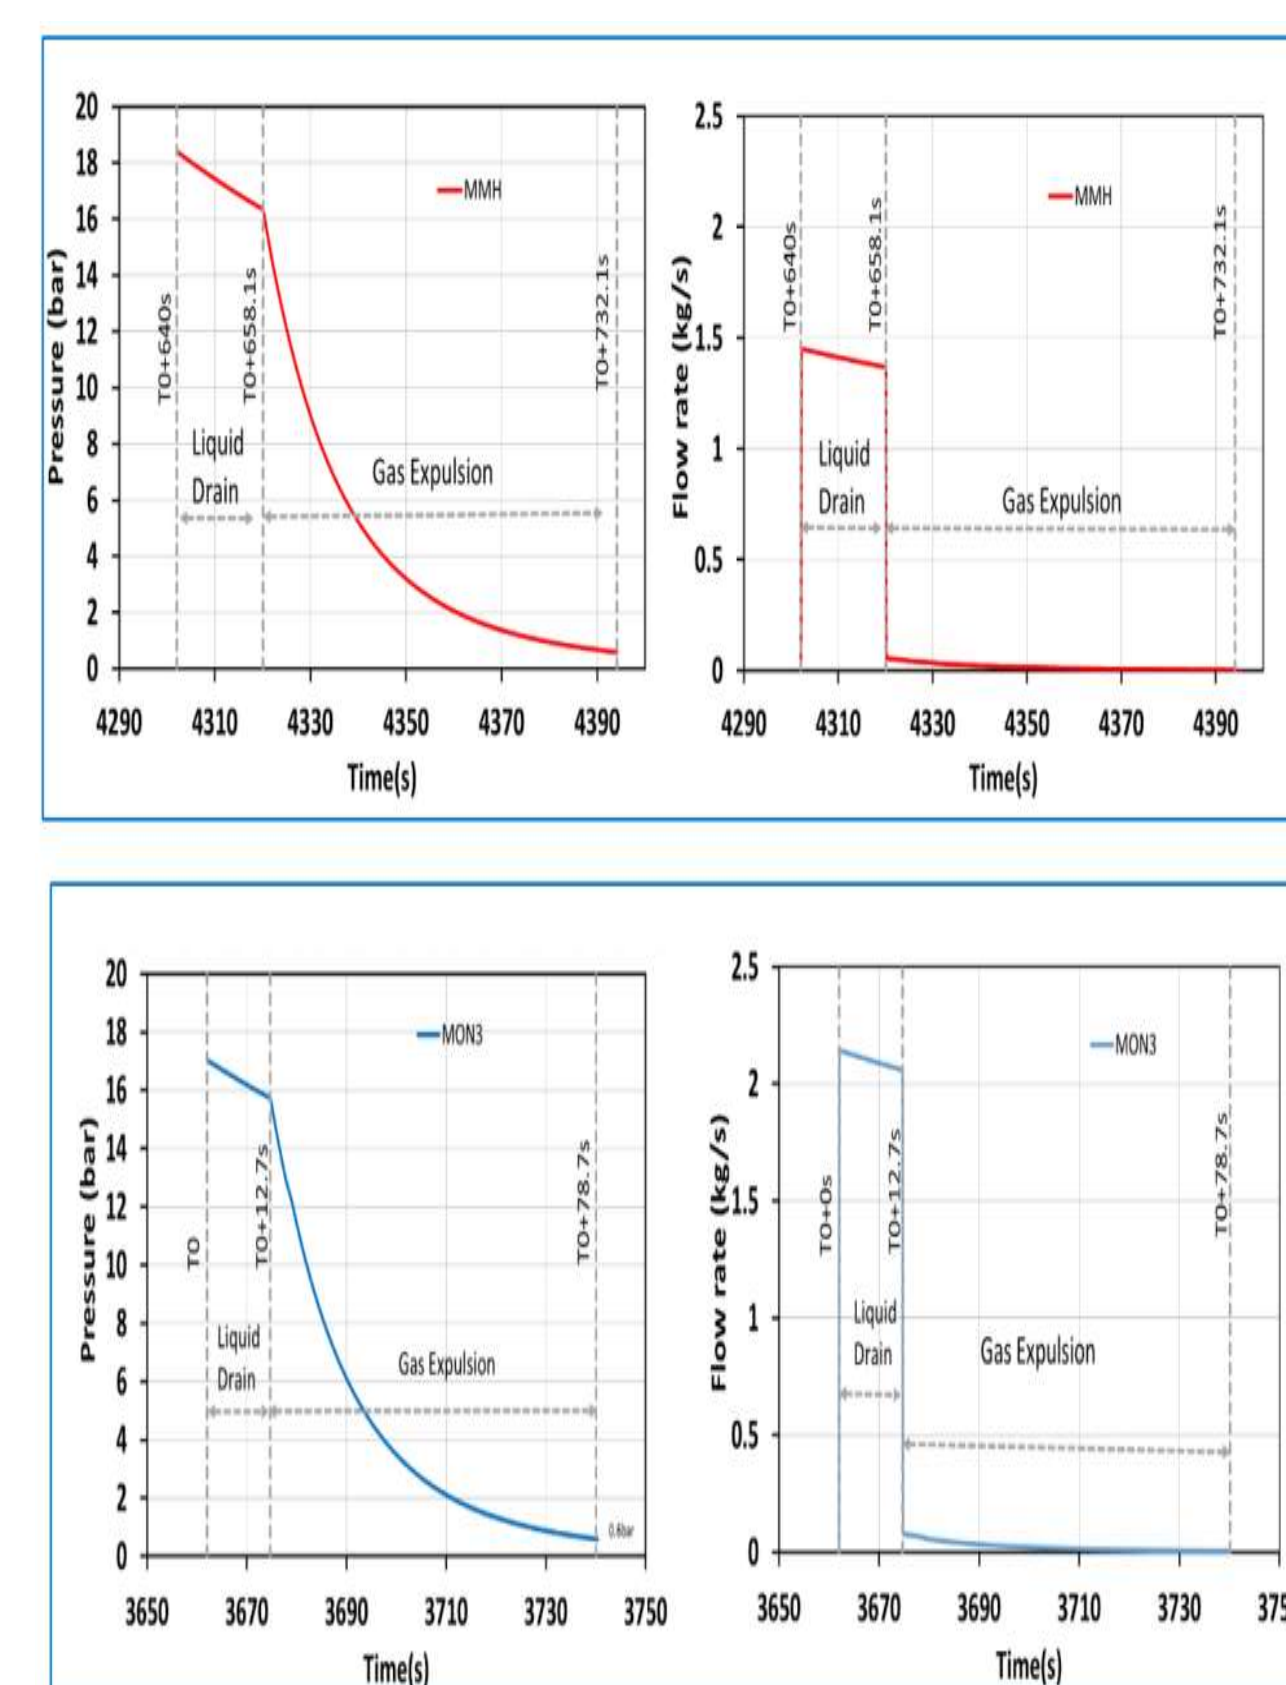 20
18
16
14
12
10
8
6
4
2
0
Pressure (bar)
MMH
TO+640s
TO+658.1s
TO+732.1s
Liquid
Drain
Gas Expulsion
4290 4310 4330 4350 4370 4390
Time(s)
2.5
2
1.5
1
0.5
0
Flow rate (kg/s)
MMH
TO+640s
TO+658.1s
TO+732.1s
Liquid
Drain
Gas Expulsion
4290 4310 4330 4350 4370 4390
Time(s)
20
18
16
14
12
10
8
6
4
2
0
Pressure (bar)
MON3
TO
TO+12.7s
TO+78.7s
Liquid
Drain
Gas Expulsion
0.6bar
3650 3670 3690 3710 3730 3750
Time(s)
2.5
2
1.5
1
0.5
0
Flow rate (kg/s)
MON3
TO+0s
TO+12.7s
TO+78.7s
Liquid
Drain
Gas Expulsion
3650 3670 3690 3710 3730
Time(s)